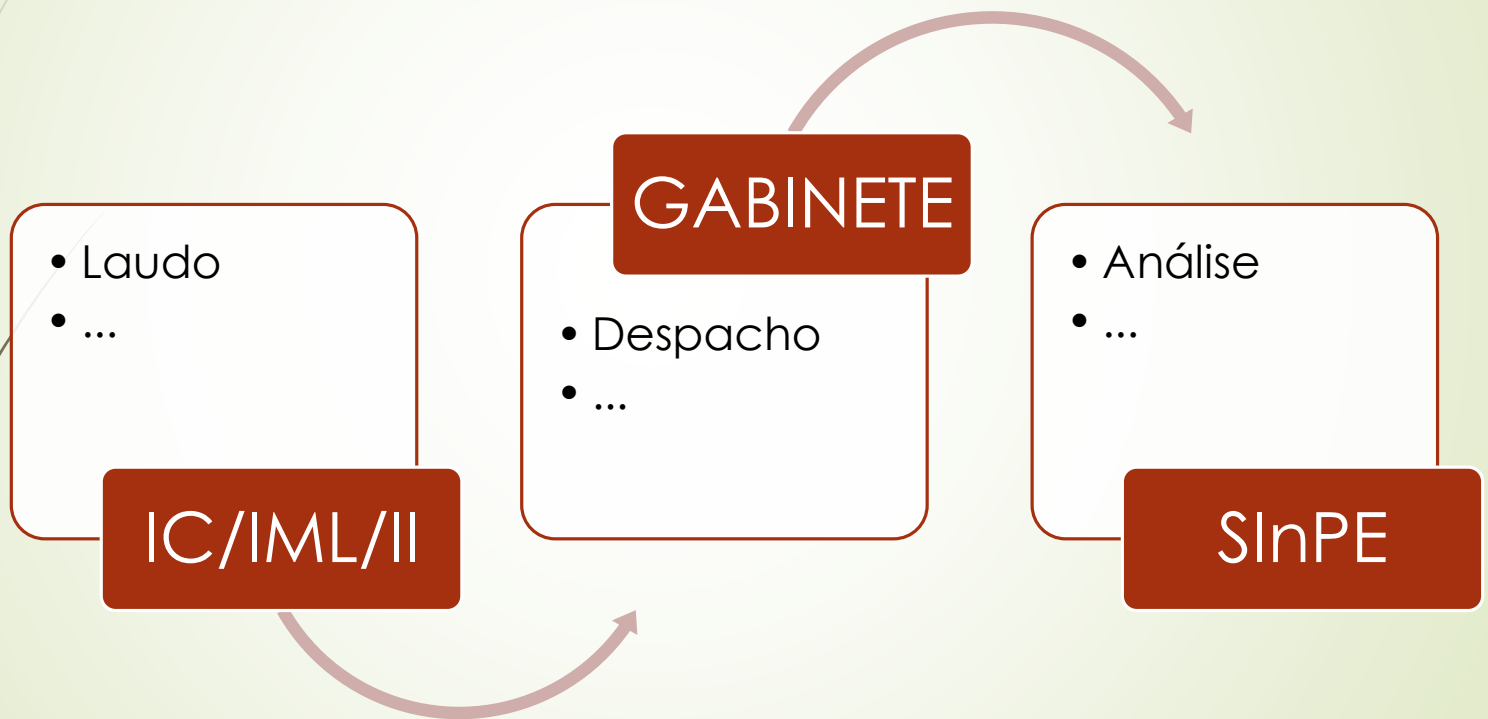 • Laudo
• ...
IC/IML/II
GABINETE
• Despacho
• ...
• Análise
• ...
SInPE